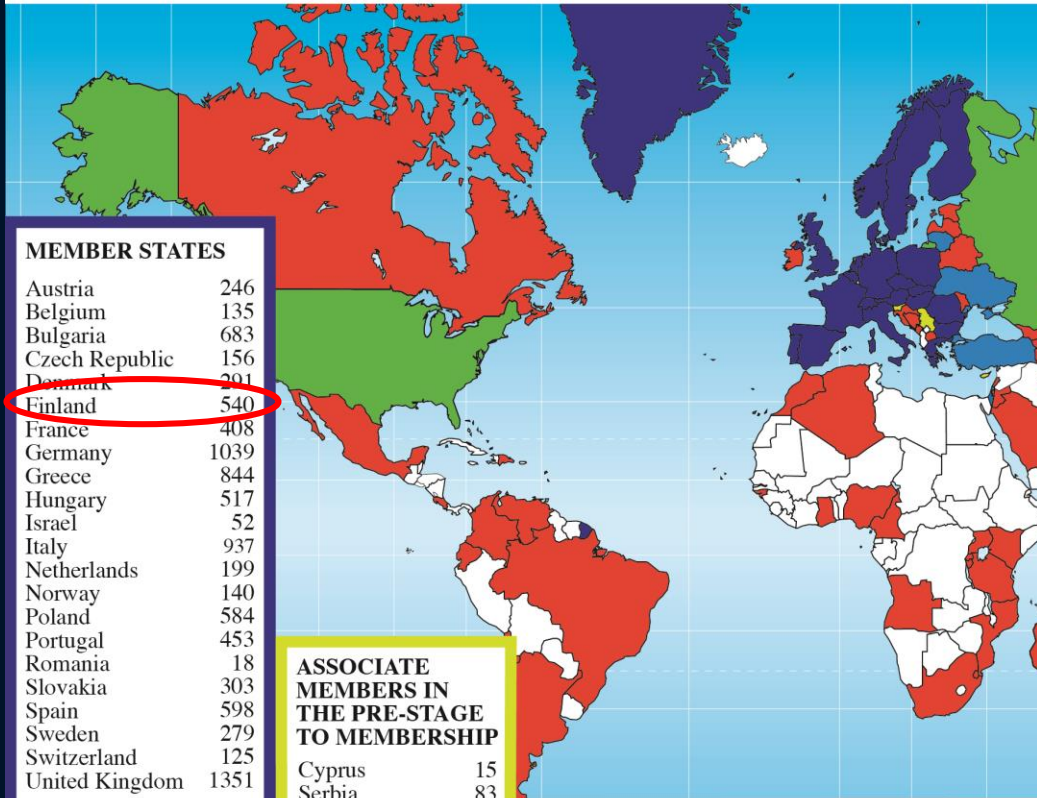 MEMBER STATES
Austria 246
Belgium 135
Bulgaria 683
Czech Republic 156
Denmark 291
Finland 540
France 408
Germany 1039
Greece 844
Hungary 517
Israel 52
Italy 937
Netherlands 199
Norway 140
Poland 584
Portugal 453
Romania 18
Slovakia 303
Spain 598
Sweden 279
Switzerland 125
United Kingdom 1351
ASSOCIATE
MEMBERS IN
THE PRE-STAGE
TO MEMBERSHIP
Cyprus 15
Serbia 83